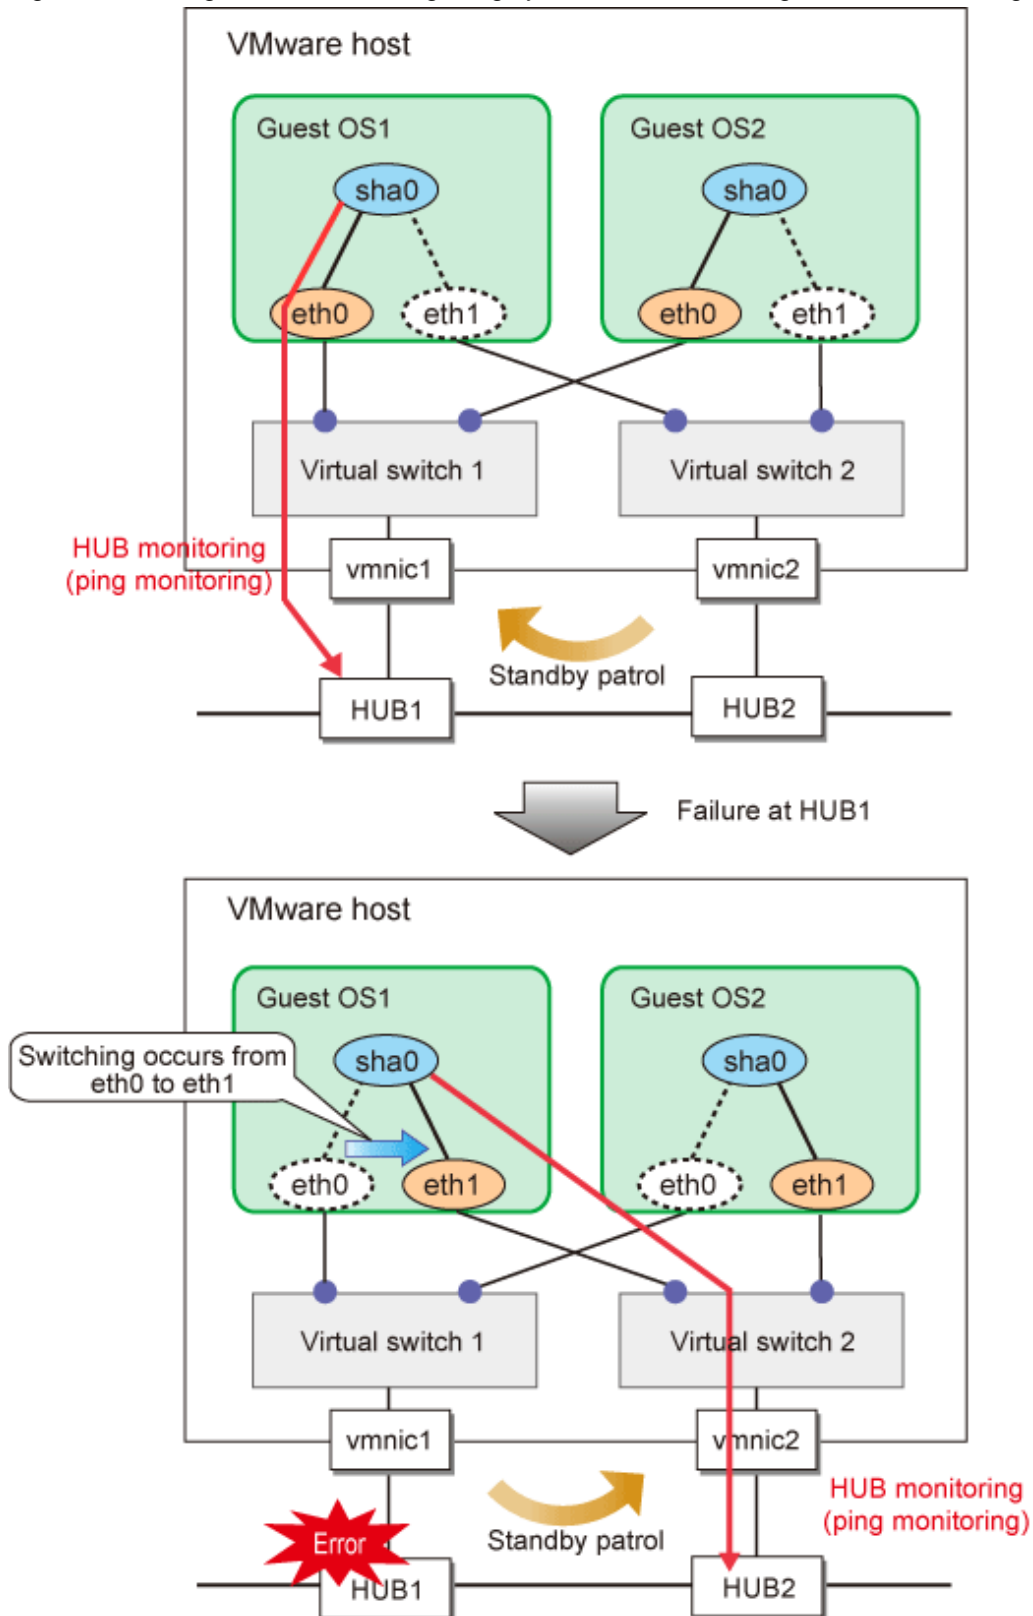 VMware host
Guest OS1
Guest OS2
sha0
sha0
eth0
eth1
eth0
eth1
Virtual switch 1
Virtual switch 2
HUB monitoring
(ping monitoring)
vmnic1
vmnic2
Standby patrol
HUB1
HUB2
Failure at HUB1
VMware host
Guest OS1
Guest OS2
Switching occurs from
eth0 to eth1
sha0
sha0
eth0
eth1
eth0
eth1
Virtual switch 1
Virtual switch 2
vmnic1
vmnic2
HUB monitoring
(ping monitoring)
Standby patrol
Error
HUB1
HUB2